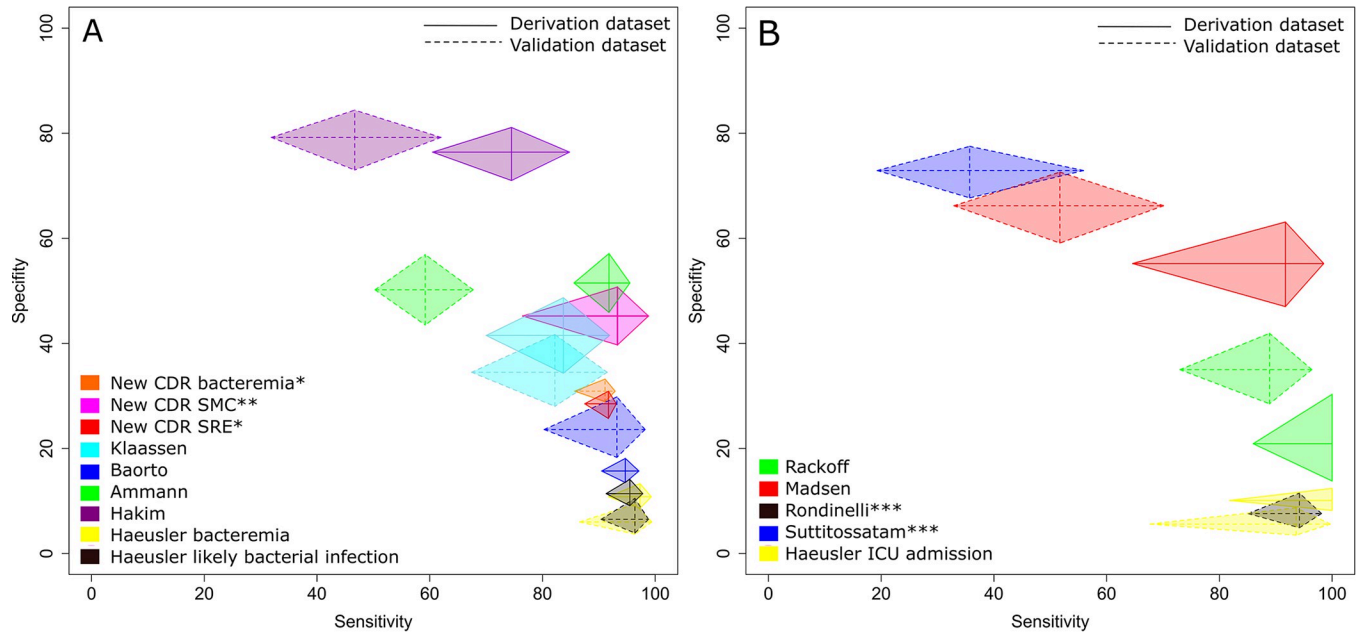 A
Derivation dataset
Validation dataset
100
80
60
40
20
0
Specifity
New CDR bacteremia*
New CDR SMC**
New CDR SRE*
Klaassen
Baorto
Ammann
Hakim
Haeusler bacteremia
Haeusler likely bacterial infection
0
20
40
60
80
100
Sensitivity
B
Derivation dataset
Validation dataset
100
80
60
40
20
0
Specifity
Rackoff
Madsen
Rondinelli***
Suttitossatam***
Haeusler ICU admission
0
20
40
60
80
100
Sensitivity